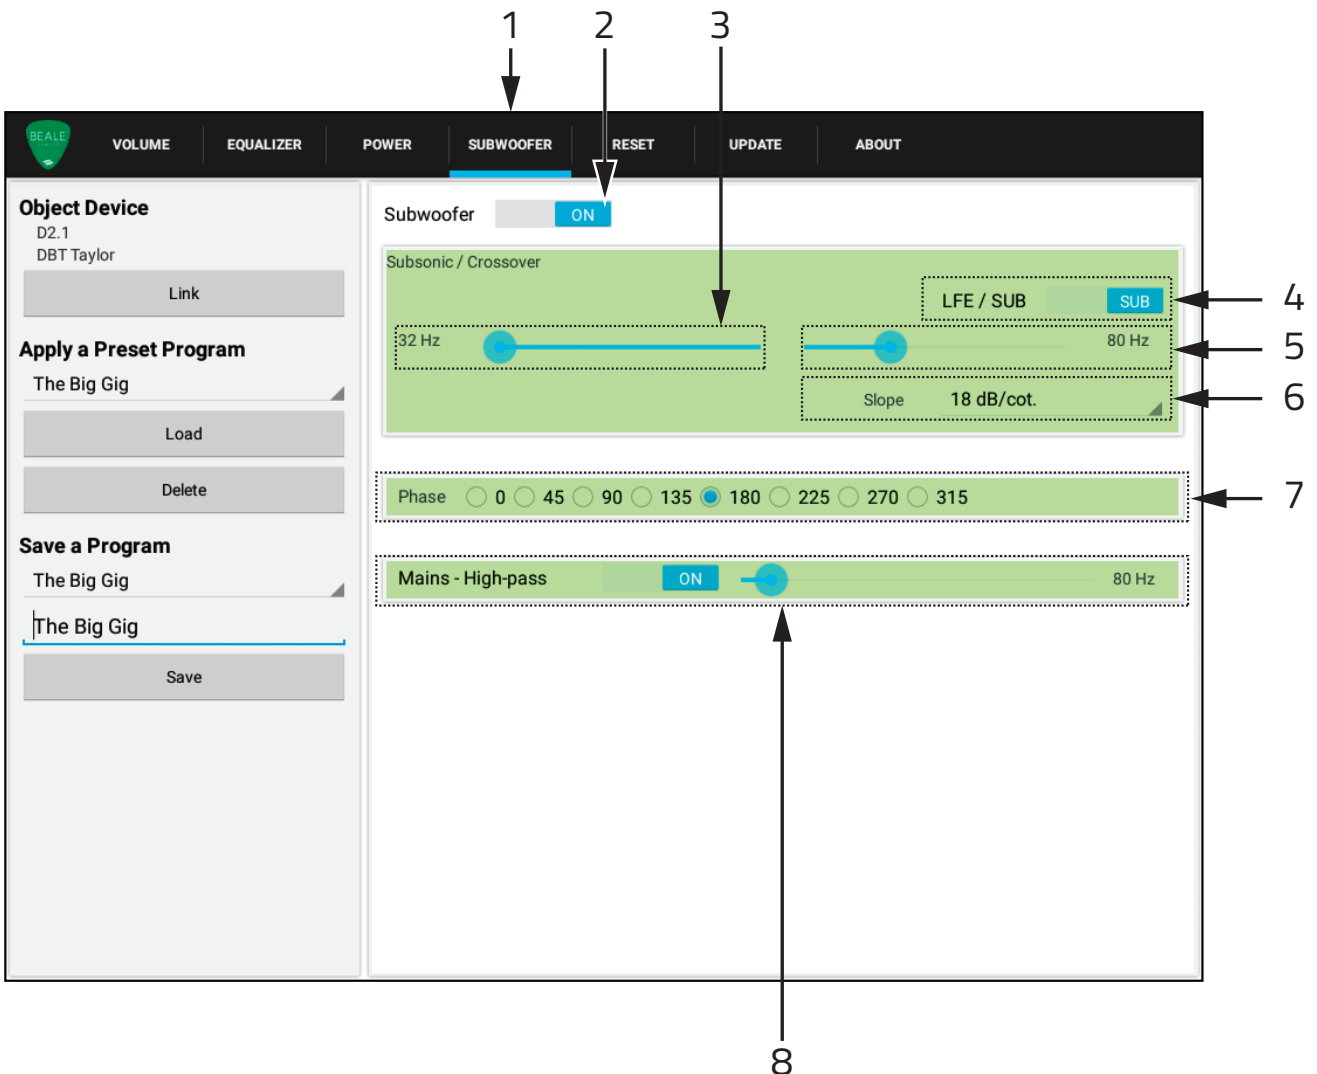 1 2 3
BEALE
STREET
VOLUME EQUALIZER POWER SUBWOOFER RESET UPDATE ABOUT
Object Device
D2.1
DBT Taylor
Link
Apply a Preset Program
The Big Gig
Load
Delete
Save a Program
The Big Gig
The Big Gig
Save
Subwoofer ON
Subsonic / Crossover
LFE / SUB SUB 4
32 Hz 80 Hz 5
Slope 18 dB/cot. 6
Phase 0 45 90 135 180 225 270 315 7
Mains - High-pass ON 80 Hz
8